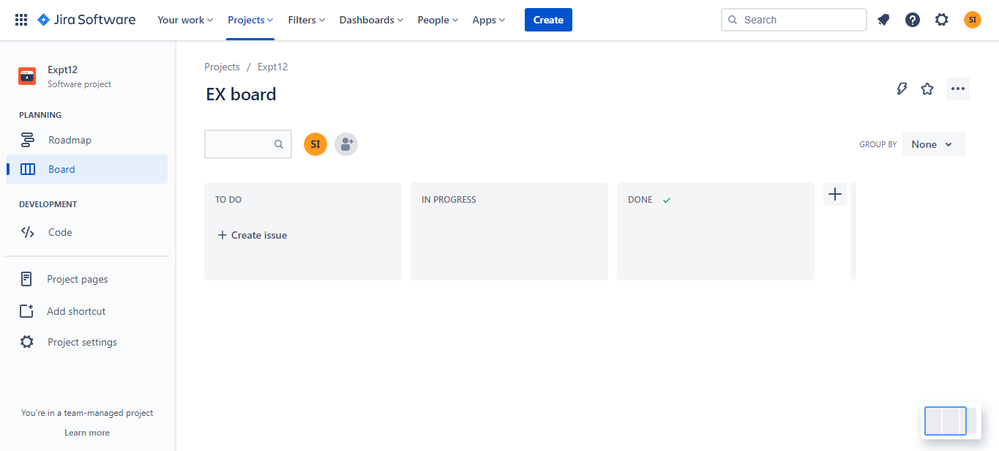 Jira Software Your work Projects Filters Dashboards People Apps Create Search SI
Expt12
Software project
PLANNING
Roadmap
Board
DEVELOPMENT
Code
Project pages
Add shortcut
Project settings
You're in a team-managed project
Learn more
Projects / Expt12
EX board
SI
GROUP BY None
TO DO
IN PROGRESS
DONE
Create issue